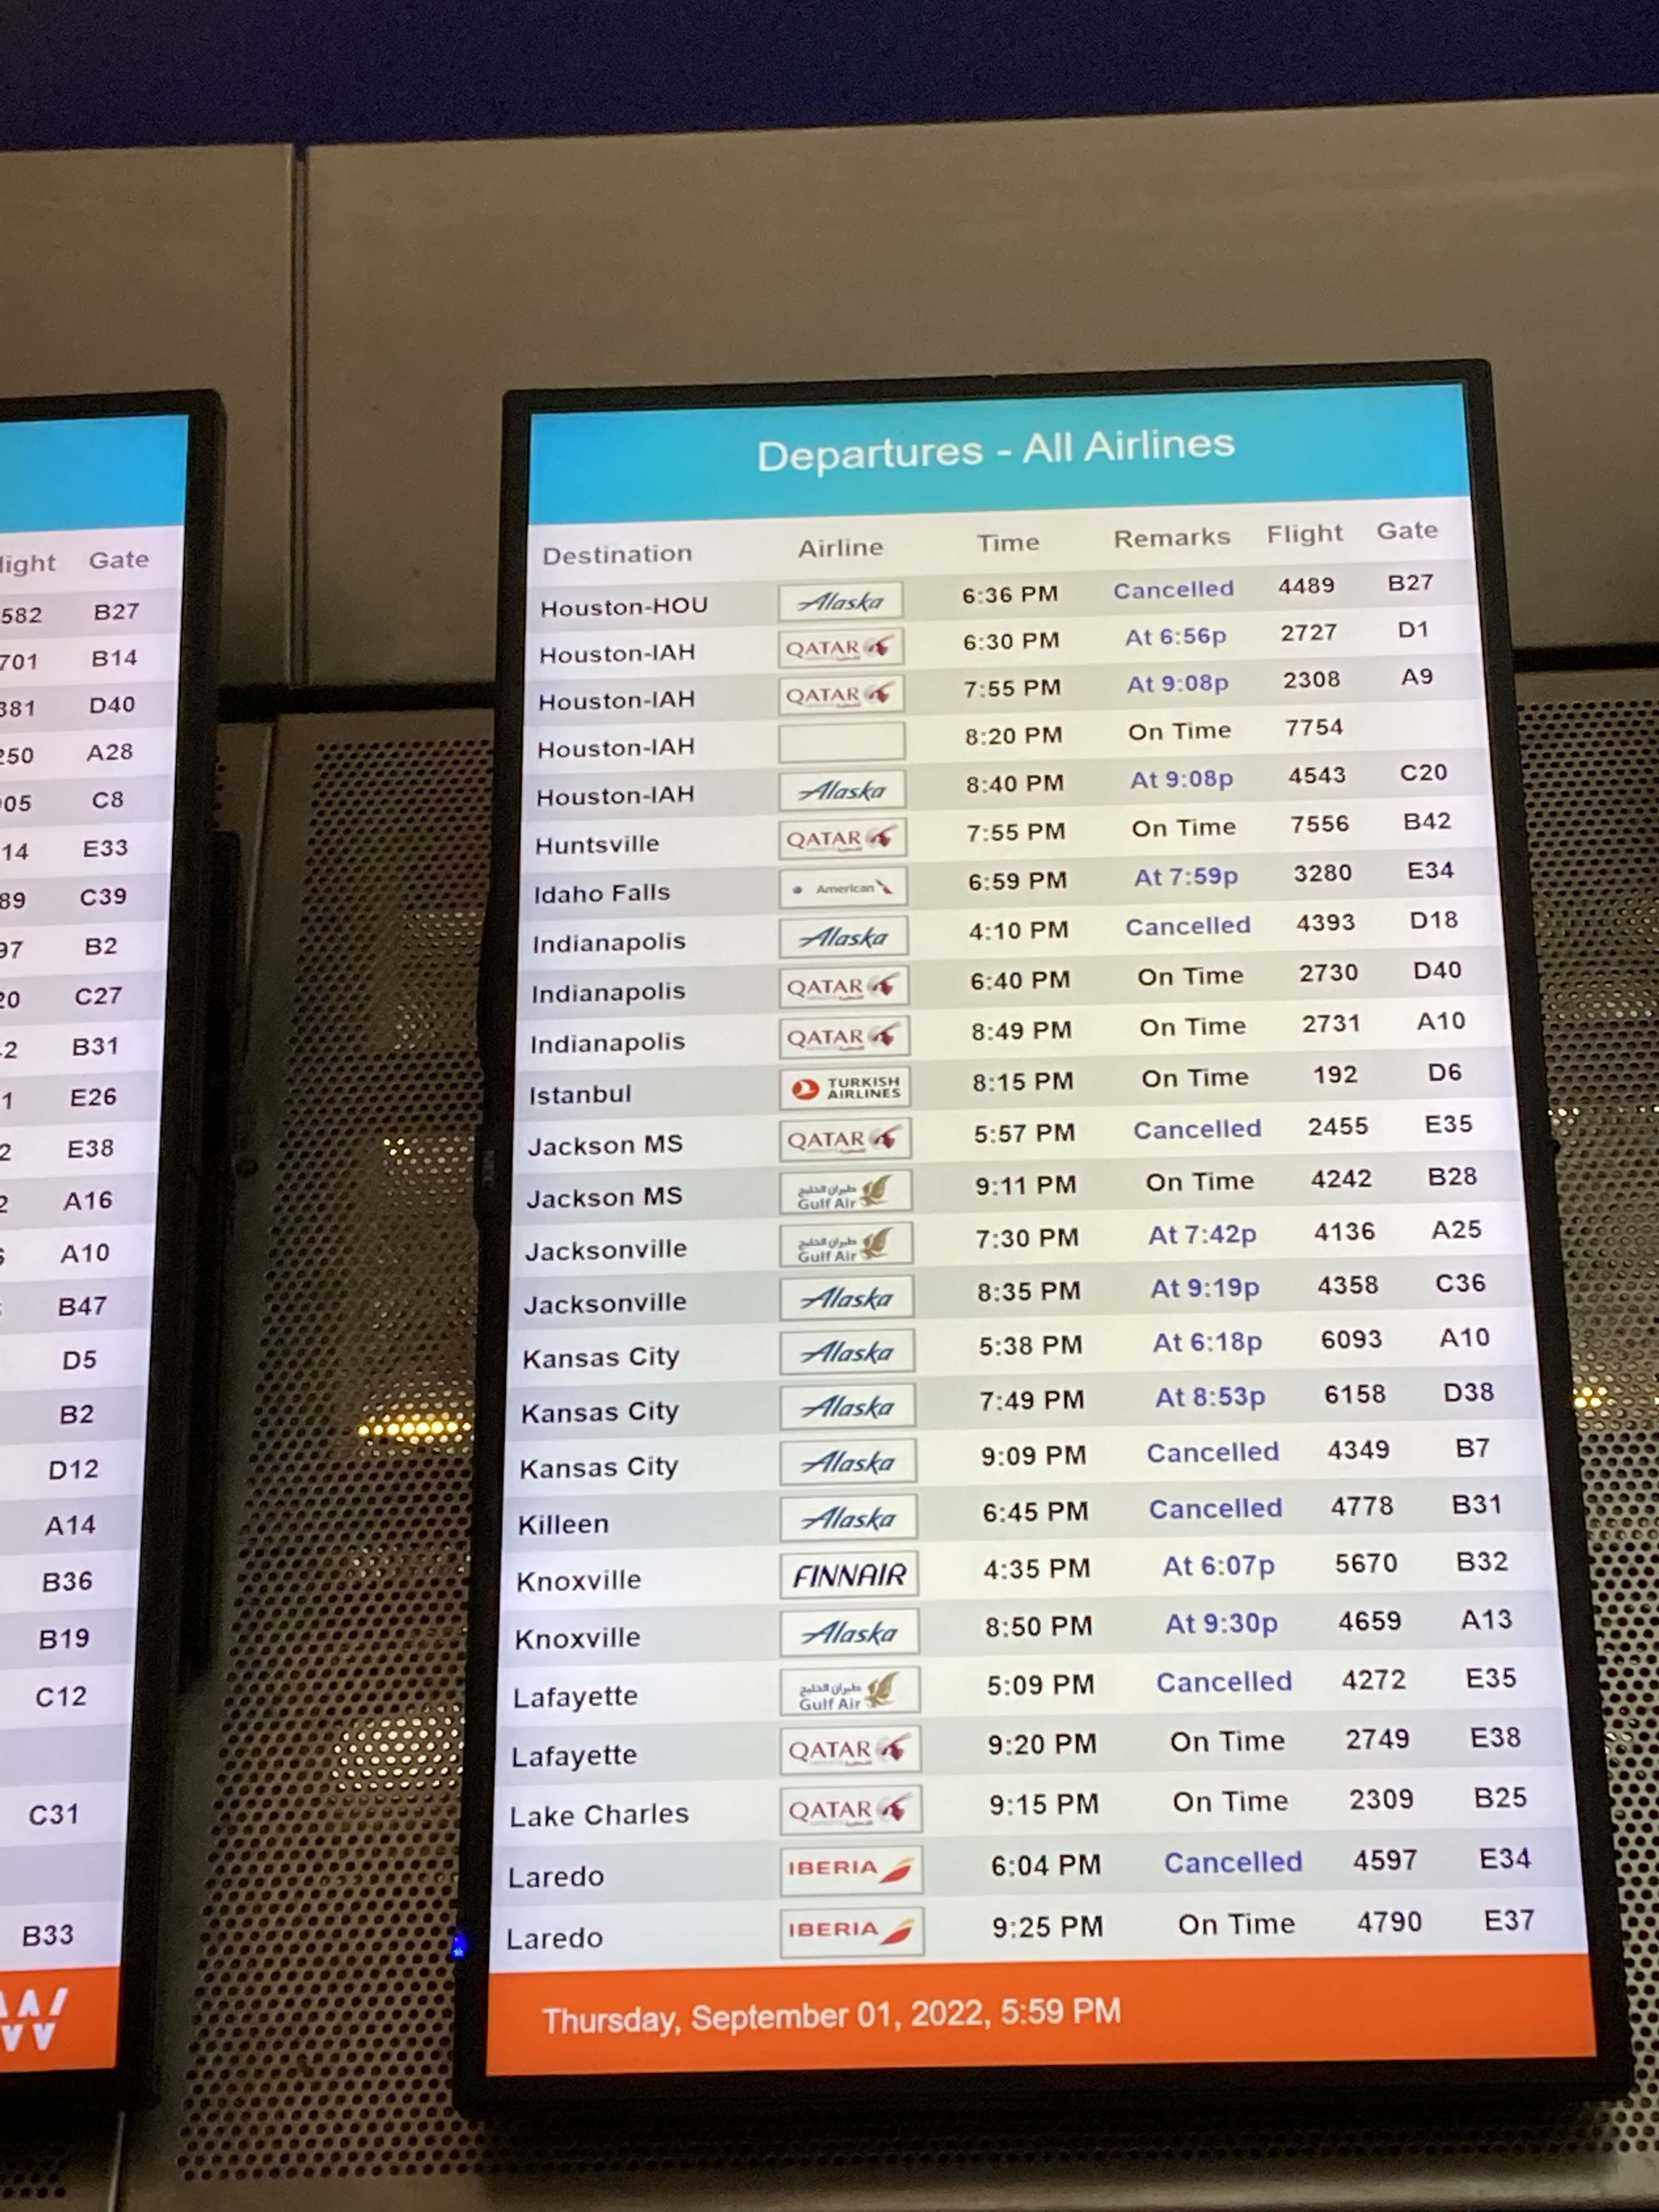 Departures - All Airlines
Destination Airline Time Remarks Flight Gate
Houston-HOU Alaska 6:36 PM Cancelled 4489 B27
Houston-IAH QATAR 6:30 PM At 6:56p 2727 D1
Houston-IAH QATAR 7:55 PM At 9:08p 2308 A9
Houston-IAH 8:20 PM On Time 7754
Houston-IAH Alaska 8:40 PM At 9:08p 4543 C20
Huntsville QATAR 7:55 PM On Time 7556 B42
Idaho Falls American 6:59 PM At 7:59p 3280 E34
Indianapolis Alaska 4:10 PM Cancelled 4393 D18
Indianapolis QATAR 6:40 PM On Time 2730 D40
Indianapolis QATAR 8:49 PM On Time 2731 A10
Istanbul TURKISH AIRLINES 8:15 PM On Time 192 D6
Jackson MS QATAR 5:57 PM Cancelled 2455 E35
Jackson MS طيران الخليج Gulf Air 9:11 PM On Time 4242 B28
Jacksonville طيران الخليج Gulf Air 7:30 PM At 7:42p 4136 A25
Jacksonville Alaska 8:35 PM At 9:19p 4358 C36
Kansas City Alaska 5:38 PM At 6:18p 6093 A10
Kansas City Alaska 7:49 PM At 8:53p 6158 D38
Kansas City Alaska 9:09 PM Cancelled 4349 B7
Killeen Alaska 6:45 PM Cancelled 4778 B31
Knoxville FINNAIR 4:35 PM At 6:07p 5670 B32
Knoxville Alaska 8:50 PM At 9:30p 4659 A13
Lafayette طيران الخليج Gulf Air 5:09 PM Cancelled 4272 E35
Lafayette QATAR 9:20 PM On Time 2749 E38
Lake Charles QATAR 9:15 PM On Time 2309 B25
Laredo IBERIA 6:04 PM Cancelled 4597 E34
Laredo IBERIA 9:25 PM On Time 4790 E37
Thursday, September 01, 2022, 5:59 PM
light Gate
582 B27
701 B14
381 D40
250 A28
05 C8
14 E33
89 C39
97 B2
20 C27
2 B31
1 E26
2 E38
2 A16
A10
B47
D5
B2
D12
A14
B36
B19
C12
C31
B33